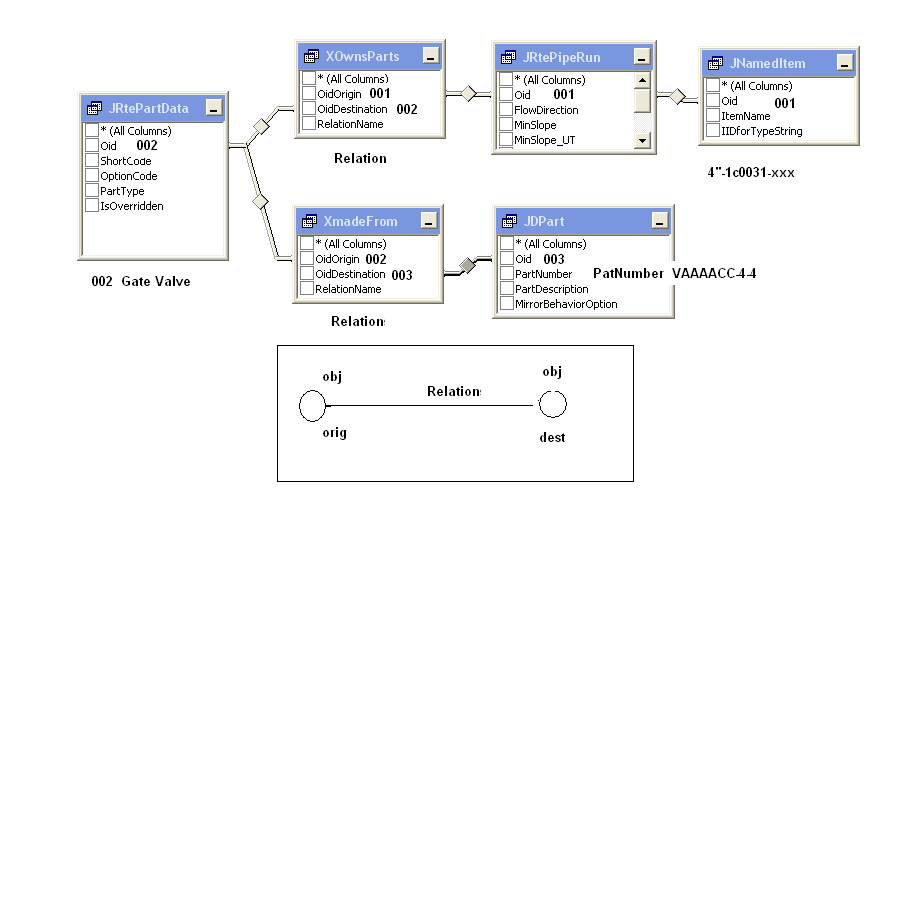 JRtePartData
* (All Columns)
Oid 002
ShortCode
OptionCode
PartType
IsOverridden
002 Gate Valve
XOwnsParts
* (All Columns)
OidOrigin 001
OidDestination 002
RelationName
Relation
JRtePipeRun
* (All Columns)
Oid 001
FlowDirection
MinSlope
MinSlope_UT
JNamedItem
* (All Columns)
Oid 001
ItemName
IIDforTypeString
4"-1c0031-xxx
XmadeFrom
* (All Columns)
OidOrigin 002
OidDestination 003
RelationName
Relation
JDPart
* (All Columns)
Oid 003
PartNumber PatNumber VAAAACC-4-4
PartDescription
MirrorBehaviorOption
obj
obj
Relation
orig
dest